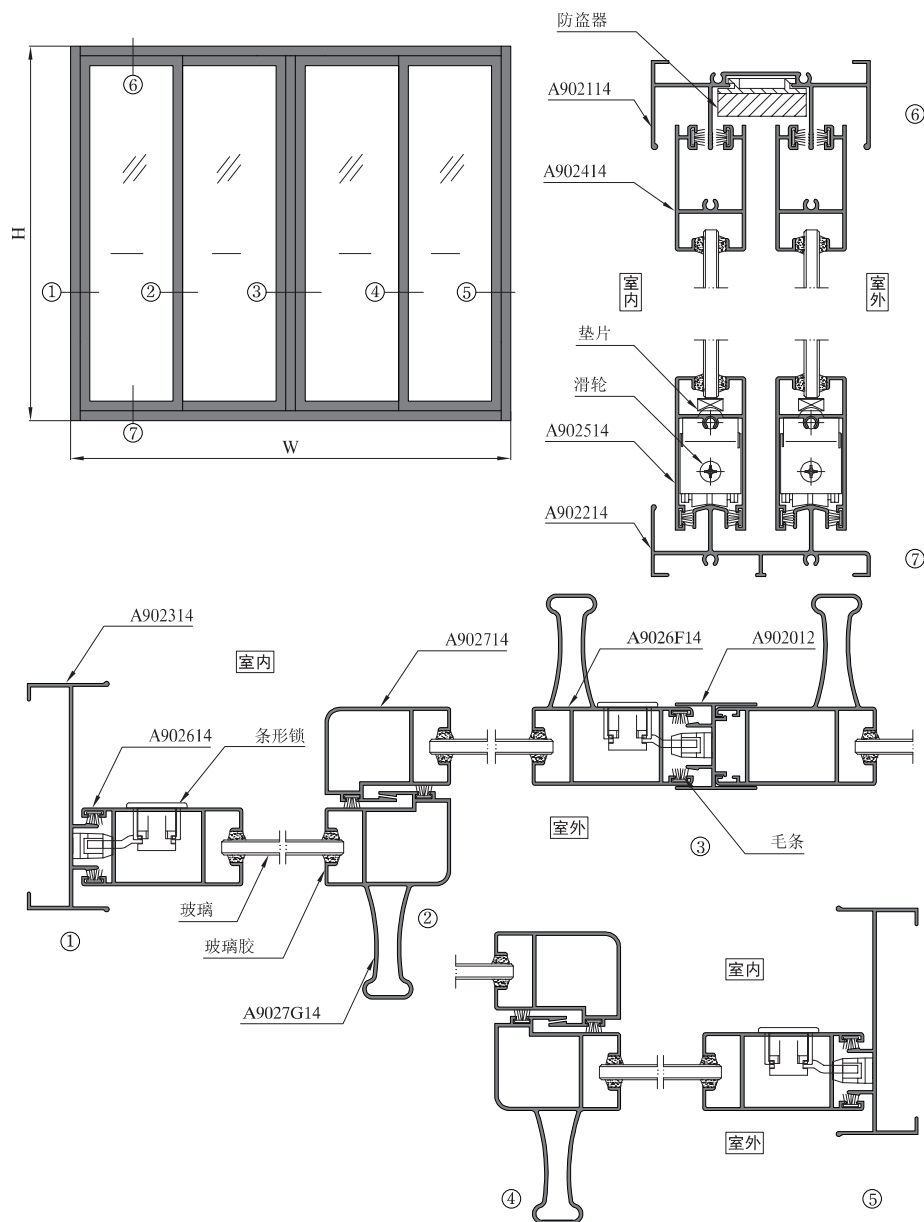 防盗器
A902114
⑥
⑥
A902414
H
① ② ③ ④ ⑤
室内
室外
垫片
滑轮
⑦
W
A902514
A902214
⑦
A902314
室内
A902714
A9026F14
A902012
A902614
条形锁
室外
③
毛条
玻璃
①
②
玻璃胶
室内
A9027G14
室外
④
⑤